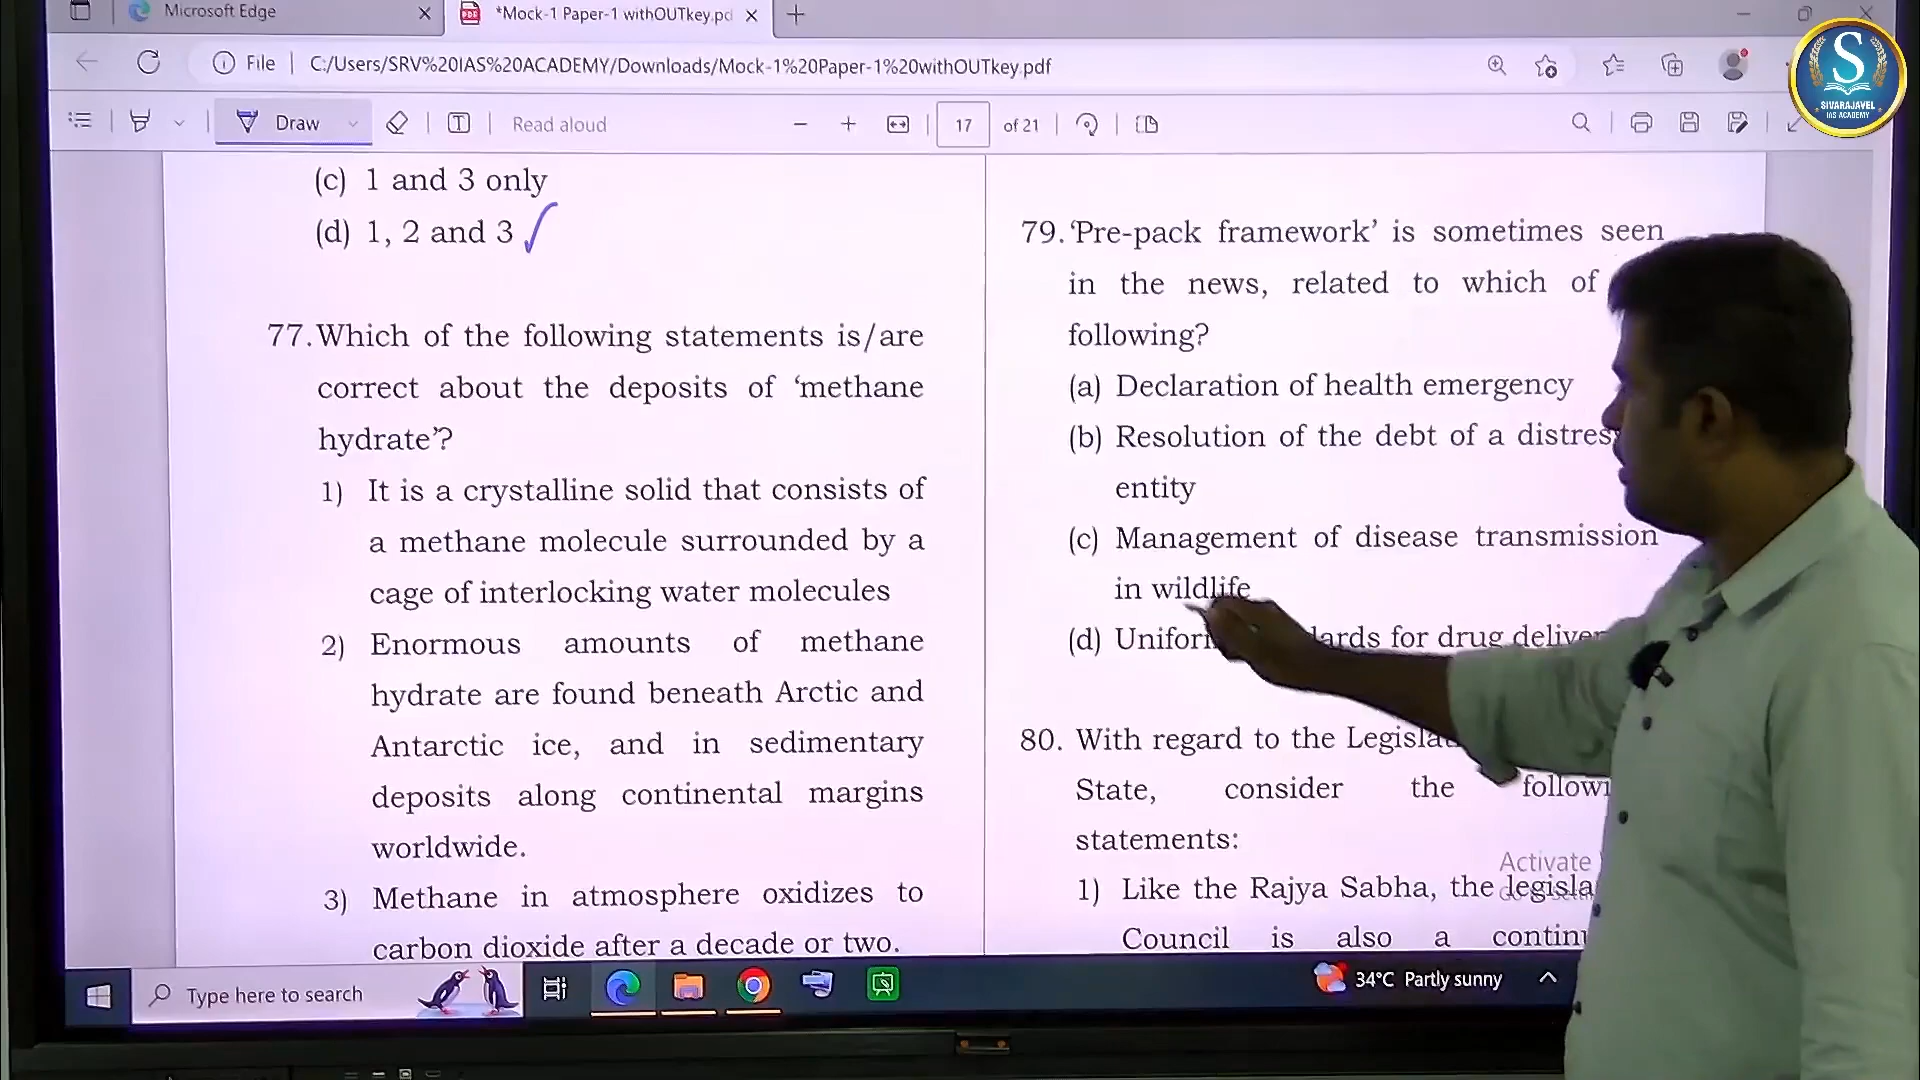 Microsoft Edge
*Mock-1 Paper-1 withOUTkey.pd
File
C:/Users/SRV%20IAS%20ACADEMY/Downloads/Mock-1%20Paper-1%20withOUTkey.pdf
S
SIVARAJAVEL
IAS ACADEMY
Draw
T
Read aloud
17
of 21
(c) 1 and 3 only
(d) 1, 2 and 3
77. Which of the following statements is/are
correct about the deposits of ‘methane
hydrate’?
1) It is a crystalline solid that consists of
a methane molecule surrounded by a
cage of interlocking water molecules
2) Enormous amounts of methane
hydrate are found beneath Arctic and
Antarctic ice, and in sedimentary
deposits along continental margins
worldwide.
3) Methane in atmosphere oxidizes to
carbon dioxide after a decade or two.
79. ‘Pre-pack framework’ is sometimes seen
in the news, related to which of
following?
(a) Declaration of health emergency
(b) Resolution of the debt of a
entity
(c) Management of disease transmission
in wildlife
(d) for drug
80. With regard to the
State, consider the
statements:
1) Like the Rajya Sabha, the
Council is also a
Activate
Type here to search
34°C Partly sunny